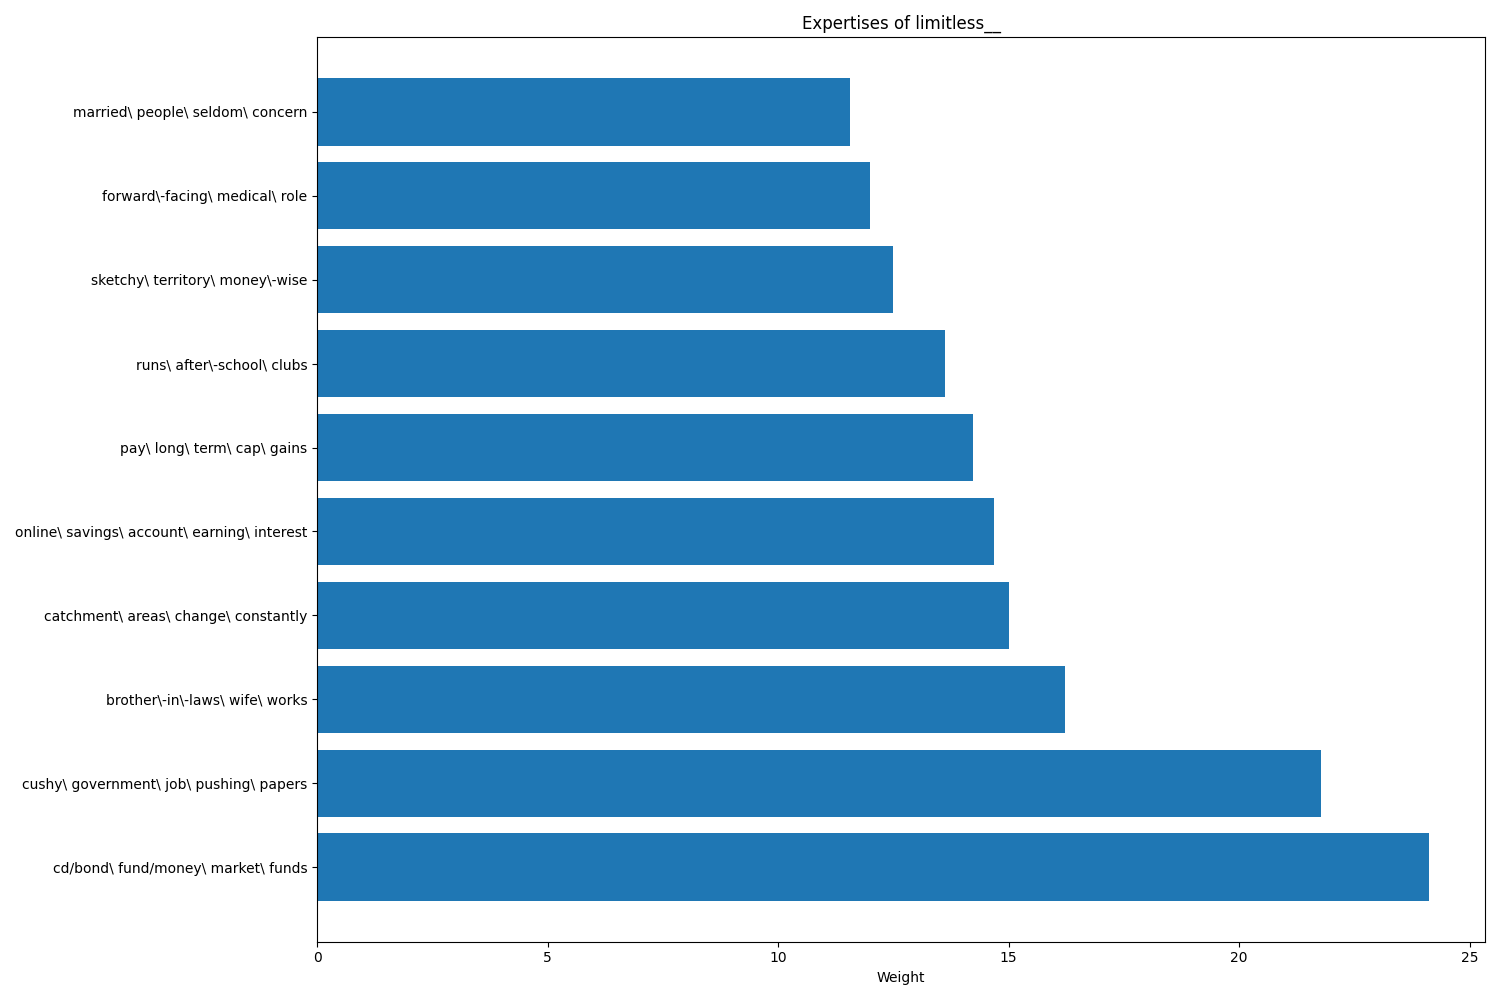 Expertises of limitless__
married\ people\ seldom\ concern
forward\-facing\ medical\ role
sketchy\ territory\ money\-wise
runs\ after\-school\ clubs
pay\ long\ term\ cap\ gains
online\ savings\ account\ earning\ interest
catchment\ areas\ change\ constantly
brother\-in\-laws\ wife\ works
cushy\ government\ job\ pushing\ papers
cd/bond\ fund/money\ market\ funds
0 5 10 15 20 25
Weight